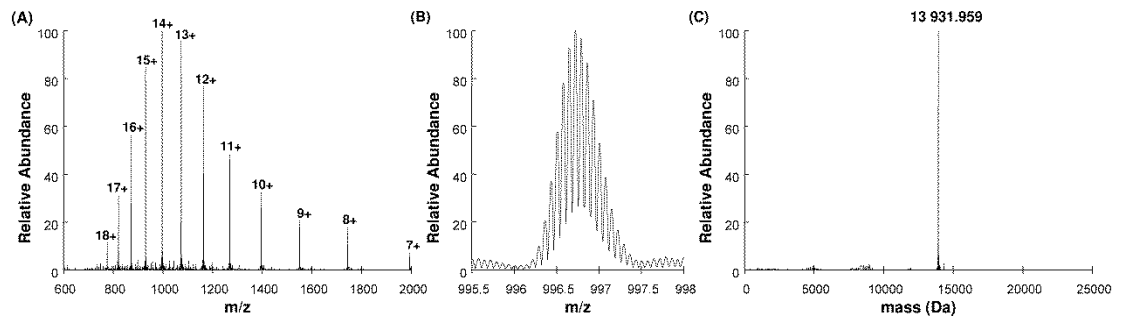 (A)
Relative Abundance
100
80
60
40
20
0
18+
17+
16+
15+
14+
13+
12+
11+
10+
9+
8+
7+
600 800 1000 1200 1400 1600 1800 2000
m/z
(B)
Relative Abundance
100
80
60
40
20
0
995.5 996 996.5 997 997.5 998
m/z
(C)
13 931.959
Relative Abundance
100
80
60
40
20
0
0 5000 10000 15000 20000 25000
mass (Da)